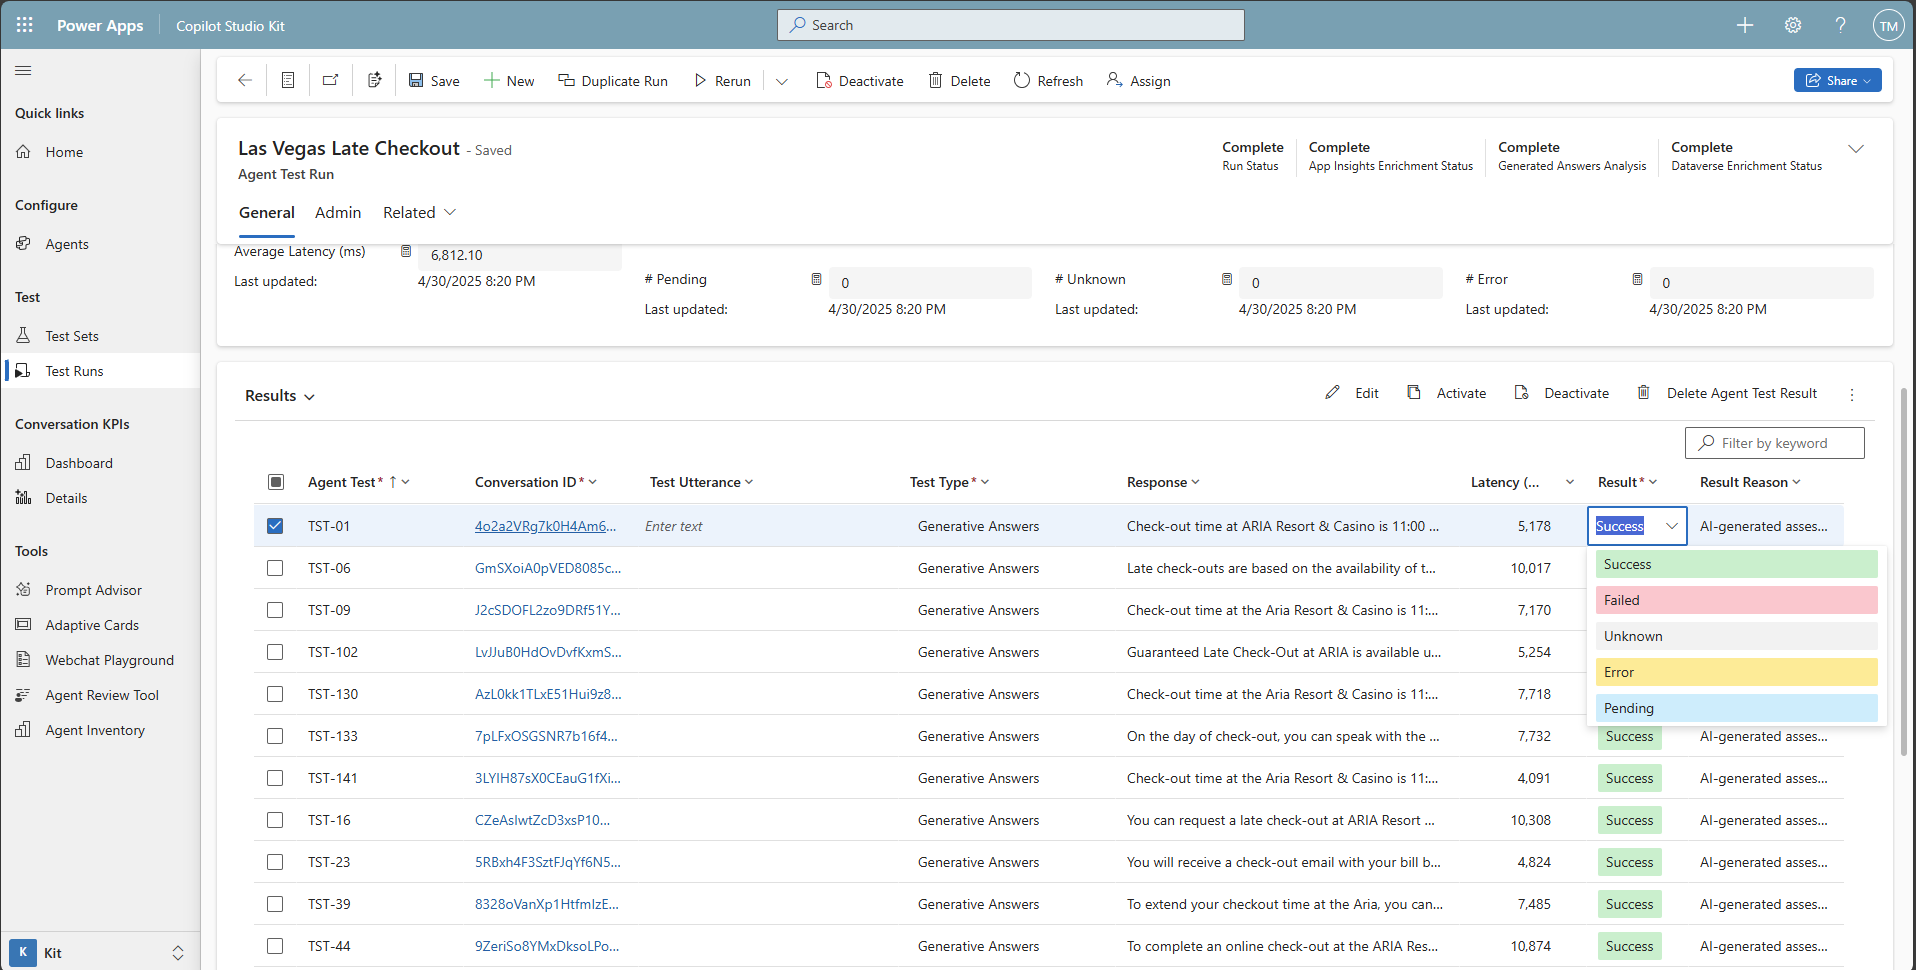 Power Apps
Copilot Studio Kit
Search
TM
Save
New
Duplicate Run
Rerun
Deactivate
Delete
Refresh
Assign
Share
Quick links
Home
Configure
Agents
Test
Test Sets
Test Runs
Conversation KPIs
Dashboard
Details
Tools
Prompt Advisor
Adaptive Cards
Webchat Playground
Agent Review Tool
Agent Inventory
K Kit
Las Vegas Late Checkout - Saved
Agent Test Run
Complete
Run Status
Complete
App Insights Enrichment Status
Complete
Generated Answers Analysis
Complete
Dataverse Enrichment Status
General Admin Related
Average Latency (ms) 6,812.10
Last updated: 4/30/2025 8:20 PM
# Pending 0
Last updated: 4/30/2025 8:20 PM
# Unknown 0
Last updated: 4/30/2025 8:20 PM
# Error 0
Last updated: 4/30/2025 8:20 PM
Results
Edit Activate Deactivate Delete Agent Test Result
Filter by keyword
Agent Test* ↑ Conversation ID* Test Utterance Test Type* Response Latency (... Result* Result Reason
TST-01 4o2a2VRg7k0H4Am6... Enter text Generative Answers Check-out time at ARIA Resort & Casino is 11:00 ... 5,178 Success AI-generated asses...
Success
Failed
Unknown
Error
Pending
TST-06 GmSXoiA0pVED8085c... Generative Answers Late check-outs are based on the availability of t... 10,017
TST-09 J2cSDOFL2zo9DRf51Y... Generative Answers Check-out time at the Aria Resort & Casino is 11:... 7,170
TST-102 LvJJuB0HdOvDvfKxmS... Generative Answers Guaranteed Late Check-Out at ARIA is available u... 5,254
TST-130 AzL0kk1TLxE51Hui9z8... Generative Answers Check-out time at the Aria Resort & Casino is 11:... 7,718
TST-133 7pLFxOSGSNR7b16f4... Generative Answers On the day of check-out, you can speak with the ... 7,732 Success AI-generated asses...
TST-141 3LYIH87sX0CEauG1fXi... Generative Answers Check-out time at the Aria Resort & Casino is 11:... 4,091 Success AI-generated asses...
TST-16 CZeAsIwtZcD3xsP10... Generative Answers You can request a late check-out at ARIA Resort ... 10,308 Success AI-generated asses...
TST-23 5RBxh4F3SztFJqYf6N5... Generative Answers You will receive a check-out email with your bill b... 4,824 Success AI-generated asses...
TST-39 8328oVanXp1HtfmIzE... Generative Answers To extend your checkout time at the Aria, you can... 7,485 Success AI-generated asses...
TST-44 9ZeriSo8YMxDksoLPo... Generative Answers To complete an online check-out at the ARIA Res... 10,874 Success AI-generated asses...